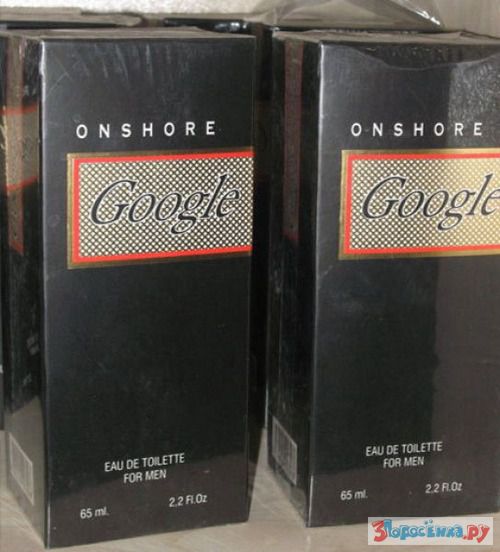 ONSHORE
Google
EAU DE TOILETTE
FOR MEN
65 ml. 2,2 Fl.Oz
ONSHORE
Google
EAU DE TOILETTE
FOR MEN
65 ml. 2,2 Fl.Oz
3Поросёнка.ру